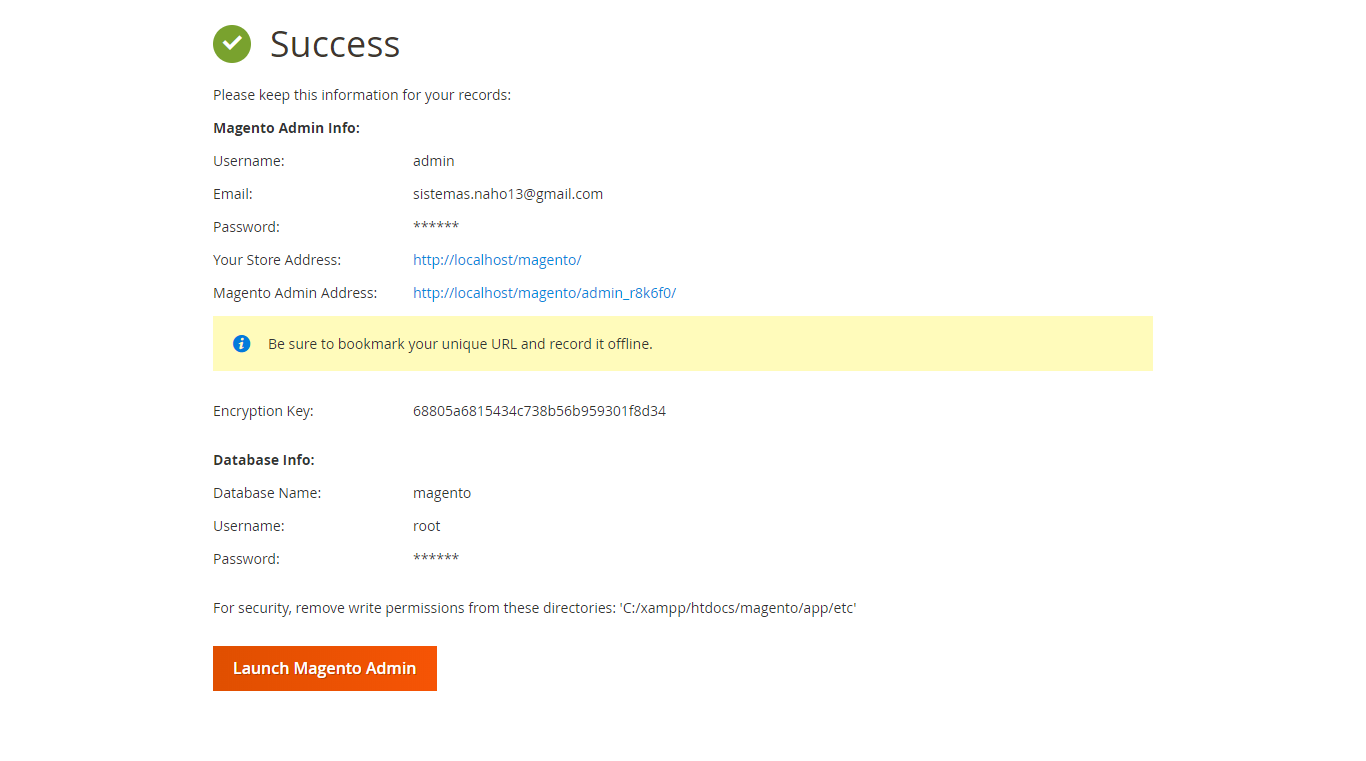 Success
Please keep this information for your records:
Magento Admin Info:
Username: admin
Email: sistemas.naho13@gmail.com
Password: ******
Your Store Address: http://localhost/magento/
Magento Admin Address: http://localhost/magento/admin_r8k6f0/
Be sure to bookmark your unique URL and record it offline.
Encryption Key: 68805a6815434c738b56b959301f8d34
Database Info:
Database Name: magento
Username: root
Password: ******
For security, remove write permissions from these directories: 'C:/xampp/htdocs/magento/app/etc'
Launch Magento Admin